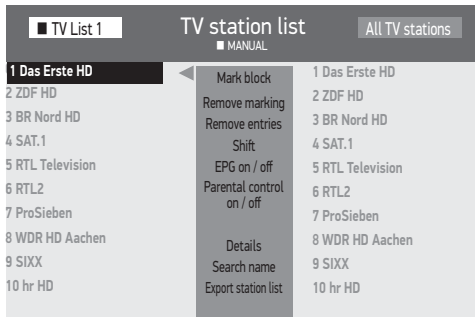 ■ TV List 1
TV station list
■ MANUAL
All TV stations
1 Das Erste HD
2 ZDF HD
3 BR Nord HD
4 SAT.1
5 RTL Television
6 RTL2
7 ProSieben
8 WDR HD Aachen
9 SIXX
10 hr HD
Mark block
Remove marking
Remove entries
Shift
EPG on / off
Parental control
on / off
Details
Search name
Export station list
1 Das Erste HD
2 ZDF HD
3 BR Nord HD
4 SAT.1
5 RTL Television
6 RTL2
7 ProSieben
8 WDR HD Aachen
9 SIXX
10 hr HD